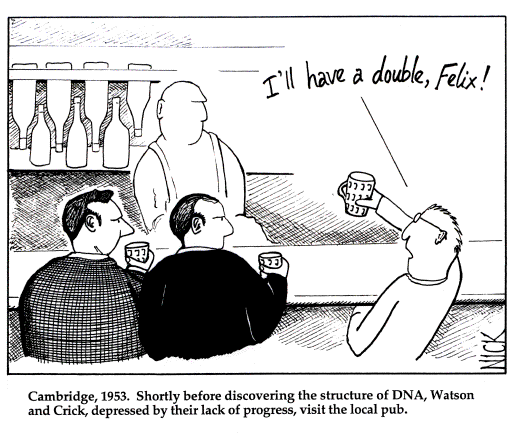 I'll have a double, Felix!
NICK
Cambridge, 1953. Shortly before discovering the structure of DNA, Watson
and Crick, depressed by their lack of progress, visit the local pub.